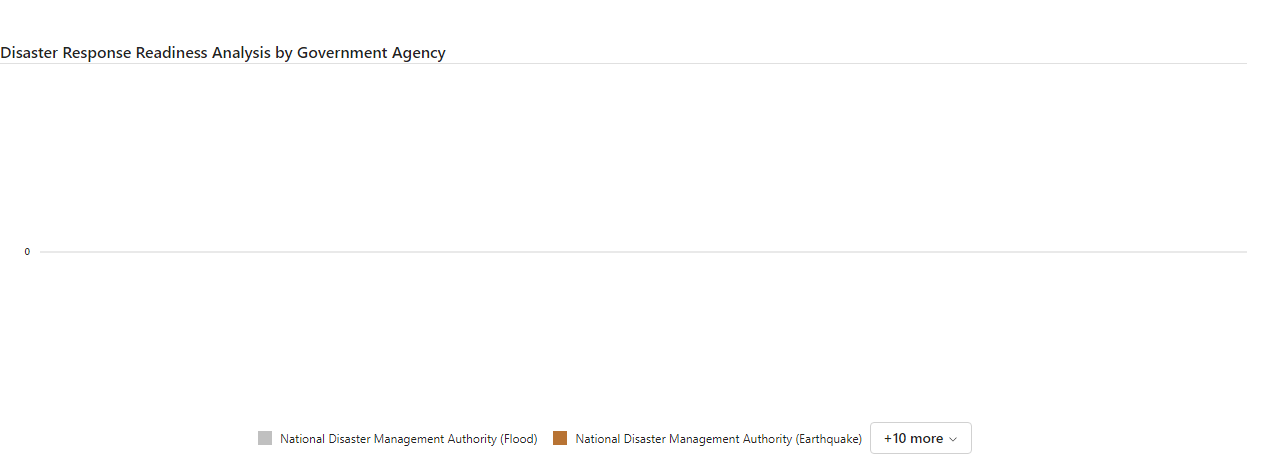 Disaster Response Readiness Analysis by Government Agency
0
National Disaster Management Authority (Flood) National Disaster Management Authority (Earthquake) +10 more